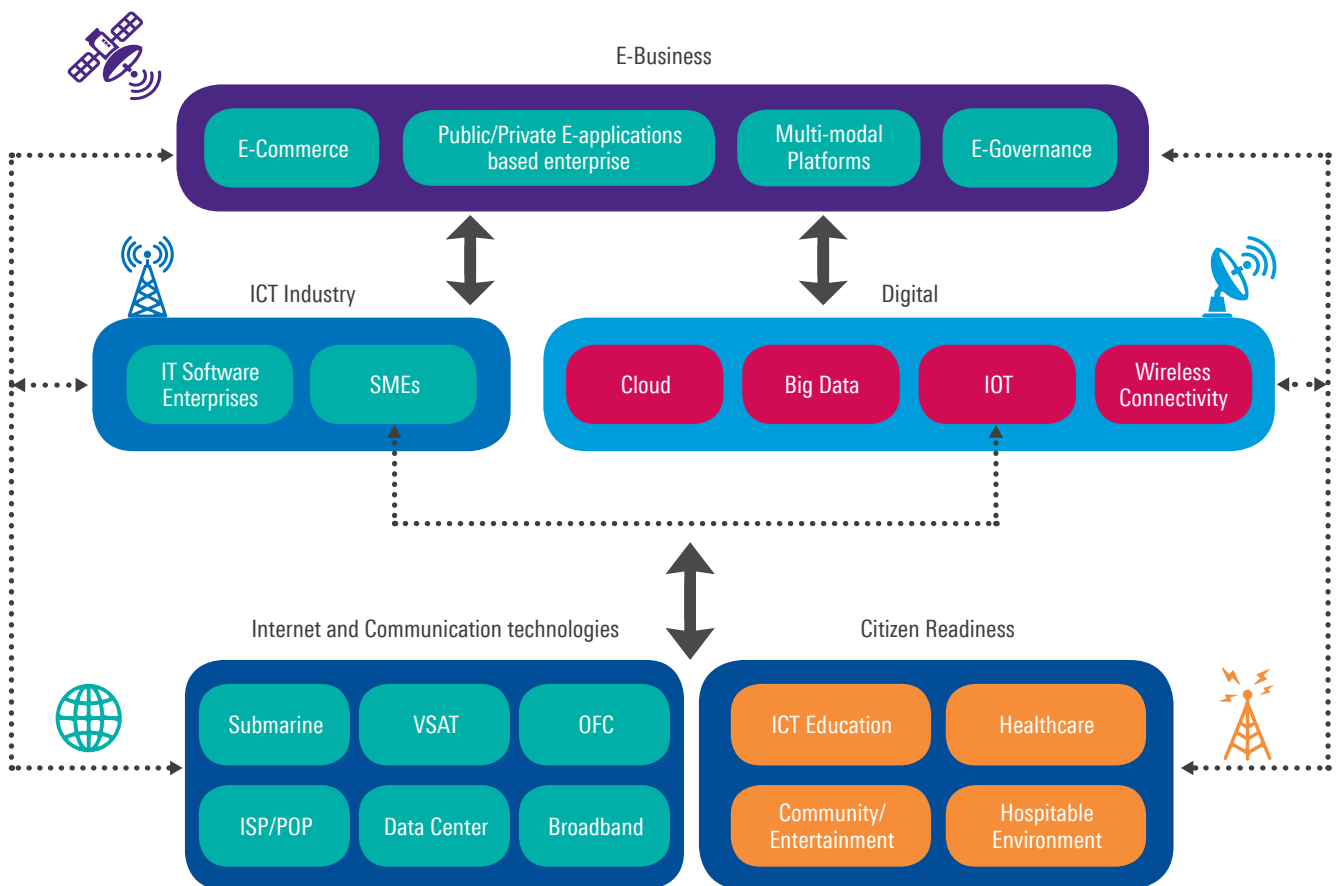 E-Business
E-Commerce
Public/Private E-applications
based enterprise
Multi-modal
Platforms
E-Governance
ICT Industry
Digital
IT Software
Enterprises
SMEs
Cloud
Big Data
IOT
Wireless
Connectivity
Internet and Communication technologies
Citizen Readiness
Submarine
VSAT
OFC
ICT Education
Healthcare
ISP/POP
Data Center
Broadband
Community/
Entertainment
Hospitable
Environment